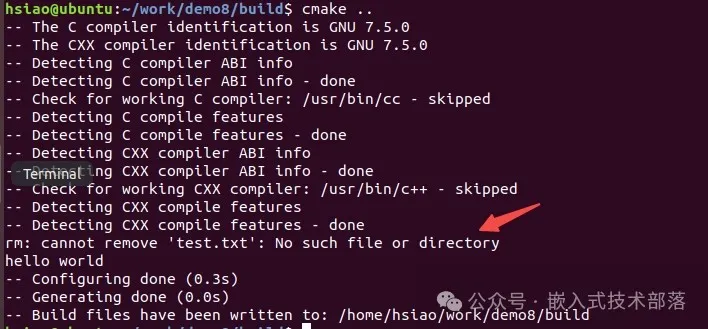 hsiao@ubuntu:~/work/demo8/build$ cmake ..
-- The C compiler identification is GNU 7.5.0
-- The CXX compiler identification is GNU 7.5.0
-- Detecting C compiler ABI info
-- Detecting C compiler ABI info - done
-- Check for working C compiler: /usr/bin/cc - skipped
-- Detecting C compile features
-- Detecting C compile features - done
-- Detecting CXX compiler ABI info
-- Detecting CXX compiler ABI info - done
Terminal
-- Check for working CXX compiler: /usr/bin/c++ - skipped
-- Detecting CXX compile features
-- Detecting CXX compile features - done
rm: cannot remove 'test.txt': No such file or directory
hello world
-- Configuring done (0.3s)
-- Generating done (0.0s)
-- Build files have been written to: /home/hsiao/work/demo8/build
公众号 · 嵌入式技术部落
hsiao@ubuntu:~/work/demo8/build$